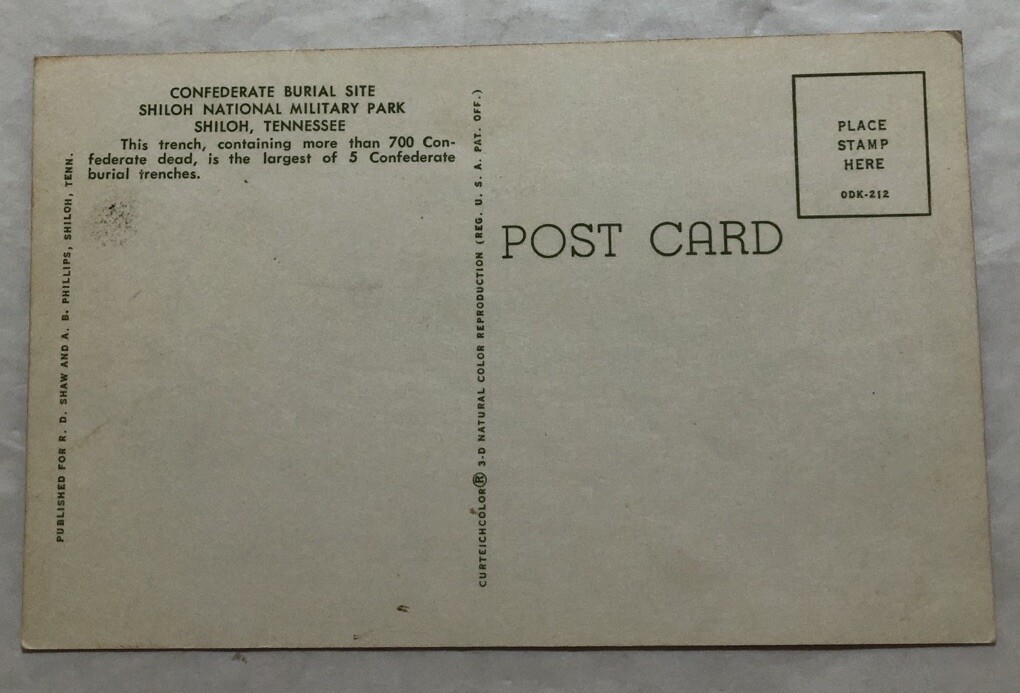 CONFEDERATE BURIAL SITE
SHILOH NATIONAL MILITARY PARK
SHILOH, TENNESSEE
This trench, containing more than 700 Con-
federate dead, is the largest of 5 Confederate
burial trenches.
PUBLISHED FOR R. D. SHAW AND A. B. PHILLIPS, SHILOH, TENN.
CURTEICHCOLOR® 3-D NATURAL COLOR REPRODUCTION (REG. U. S. A. PAT. OFF.)
POST CARD
PLACE
STAMP
HERE
ODK-212